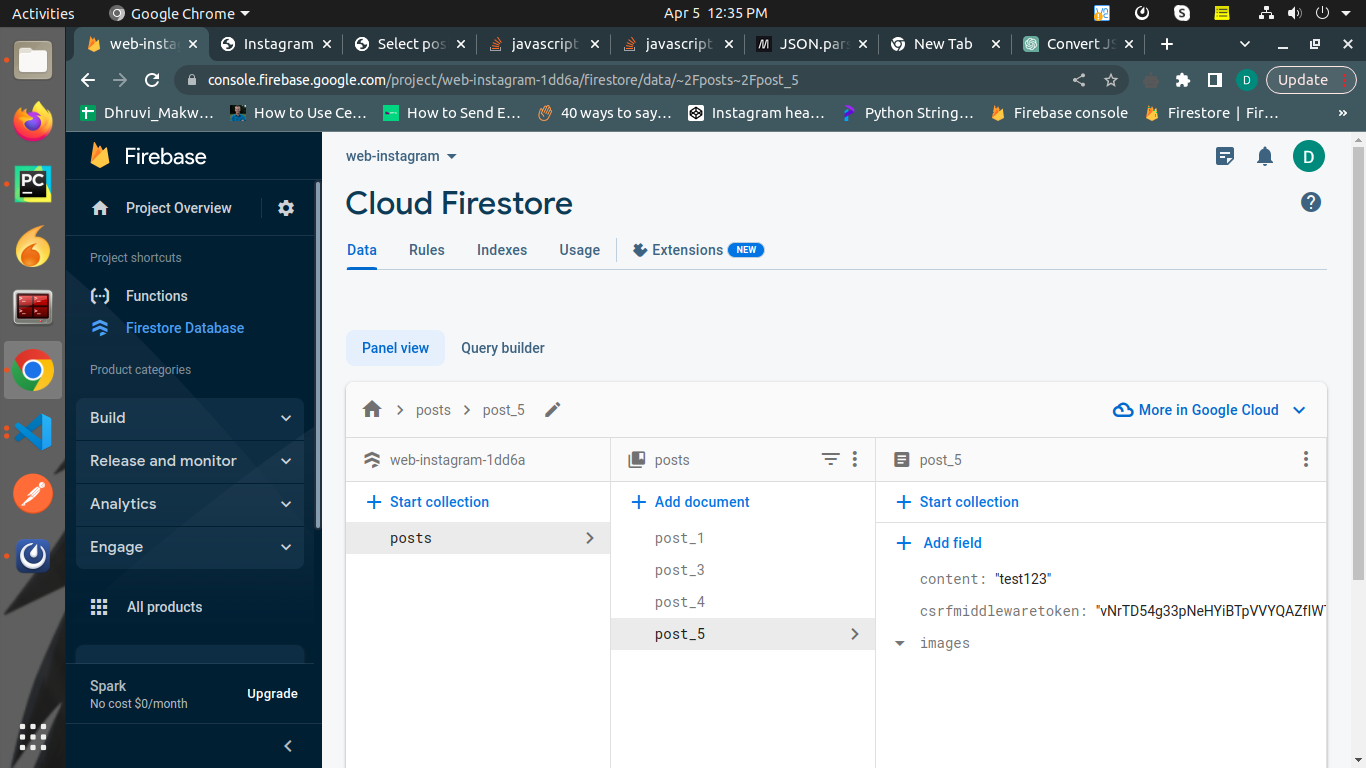 Activities Google Chrome Apr 5 12:35 PM
web-insta Instagram Select pos javascript javascript JSON.pars New Tab Convert JS
console.firebase.google.com/project/web-instagram-1dd6a/firestore/data/~2Fposts~2Fpost_5 D Update
Dhruvi_Makw... How to Use Ce... How to Send E... 40 ways to say... Instagram hea... Python String... Firebase console Firestore | Fir... »
Firebase
Project Overview
Project shortcuts
Functions
Firestore Database
Product categories
Build
Release and monitor
Analytics
Engage
All products
Spark
No cost $0/month
Upgrade
web-instagram
D
Cloud Firestore
Data Rules Indexes Usage Extensions NEW
Panel view Query builder
posts post_5 More in Google Cloud
web-instagram-1dd6a posts post_5
Start collection Add document Start collection
posts
post_1
post_3
post_4
post_5
Add field
content: "test123"
csrfmiddlewaretoken: "vNrTD54g33pNeHYiBTpVVYQAZfIWT
images
PC